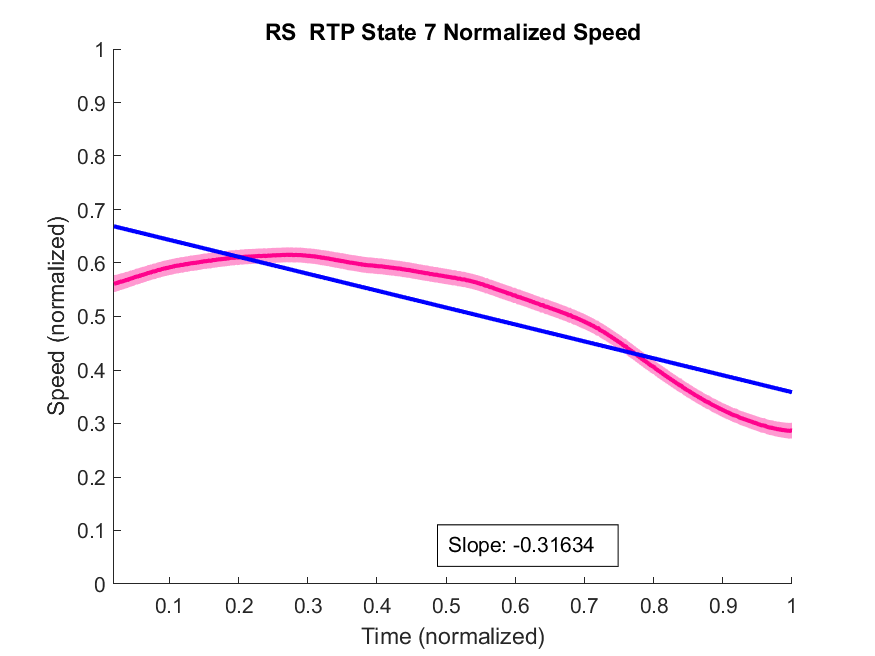 RS  RTP State 7 Normalized Speed
1
0.9
0.8
0.7
0.6
0.5
0.4
0.3
0.2
0.1
0
Speed (normalized)
Slope: -0.31634
0.1 0.2 0.3 0.4 0.5 0.6 0.7 0.8 0.9 1
Time (normalized)